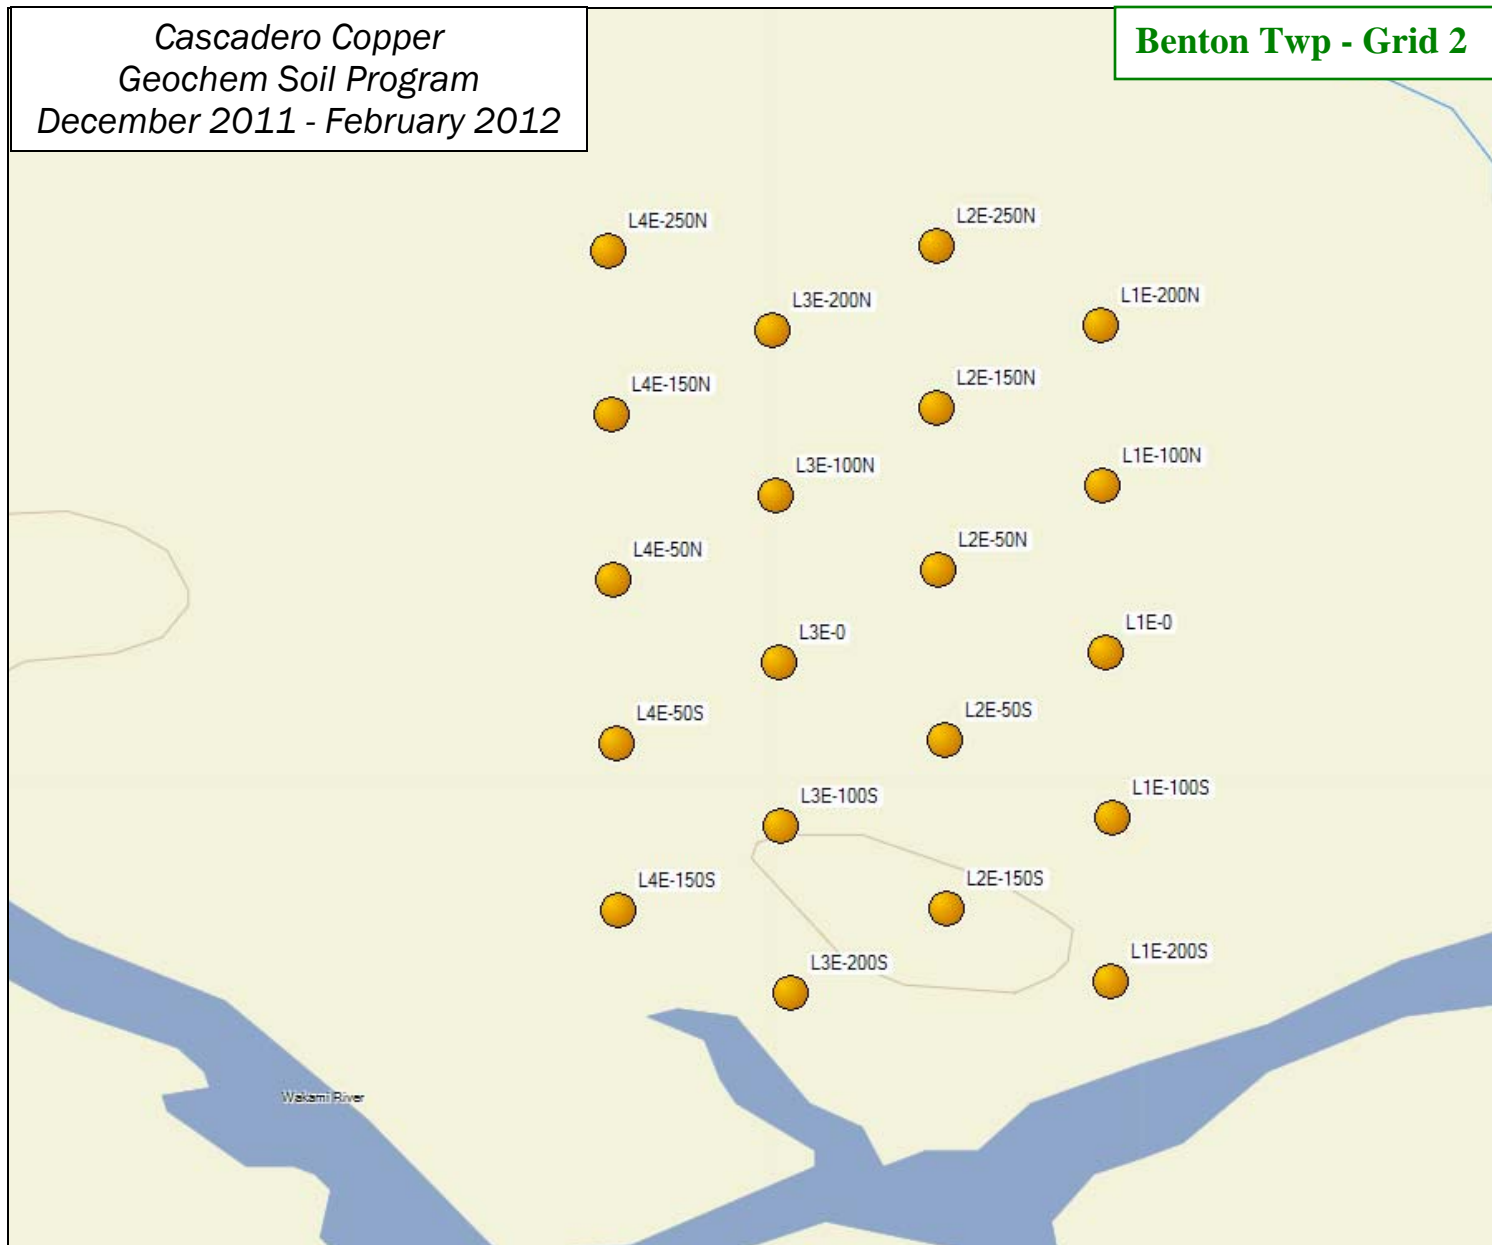 Cascadero Copper
Geochem Soil Program
December 2011 - February 2012
Benton Twp - Grid 2
L4E-250N
L2E-250N
L3E-200N
L1E-200N
L4E-150N
L2E-150N
L3E-100N
L1E-100N
L4E-50N
L2E-50N
L3E-0
L1E-0
L4E-50S
L2E-50S
L3E-100S
L1E-100S
L4E-150S
L2E-150S
L3E-200S
L1E-200S
Wakami River